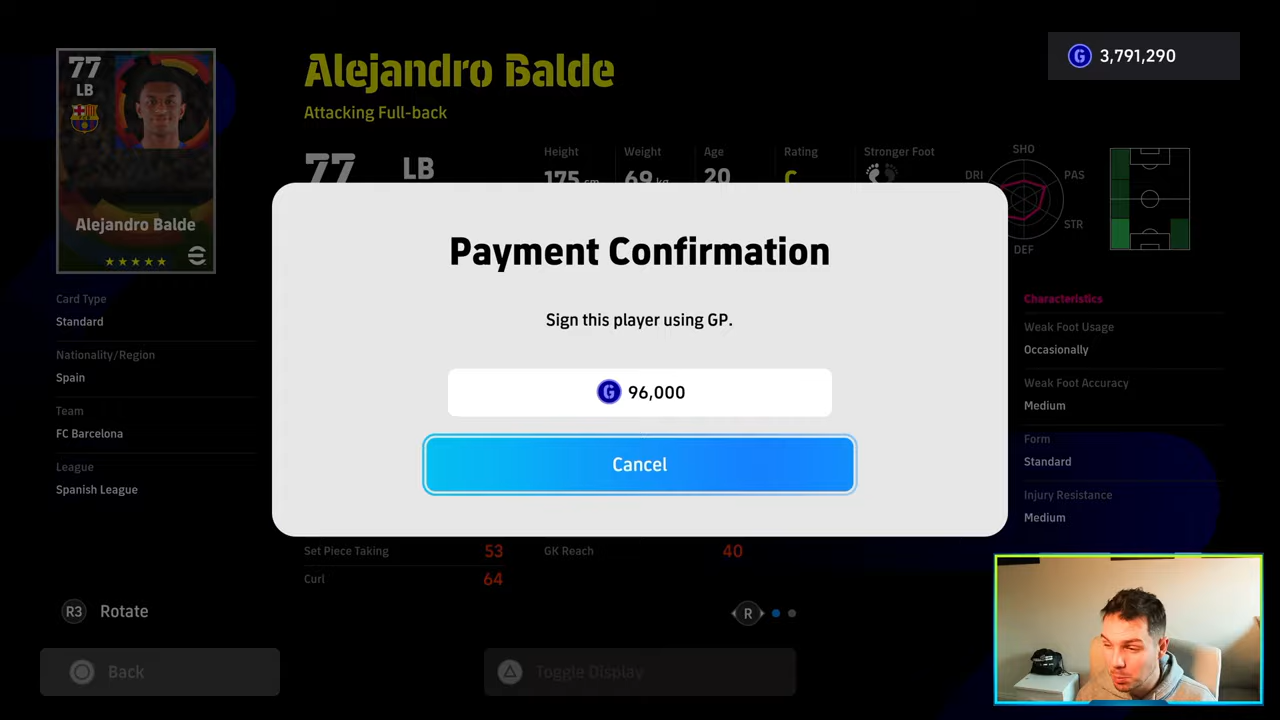 77
LB
Alejandro Balde
Alejandro Balde
Attacking Full-back
G 3,791,290
77 LB
Height Weight Age Rating Stronger Foot
175 cm 69 kg 20 C
SHO
DRI PAS
STR
DEF
Card Type
Standard
Nationality/Region
Spain
Team
FC Barcelona
League
Spanish League
Payment Confirmation
Sign this player using GP.
G 96,000
Cancel
Characteristics
Weak Foot Usage
Occasionally
Weak Foot Accuracy
Medium
Form
Standard
Injury Resistance
Medium
Set Piece Taking 53 GK Reach 40
Curl 64
R3 Rotate
R
Back
Toggle Display